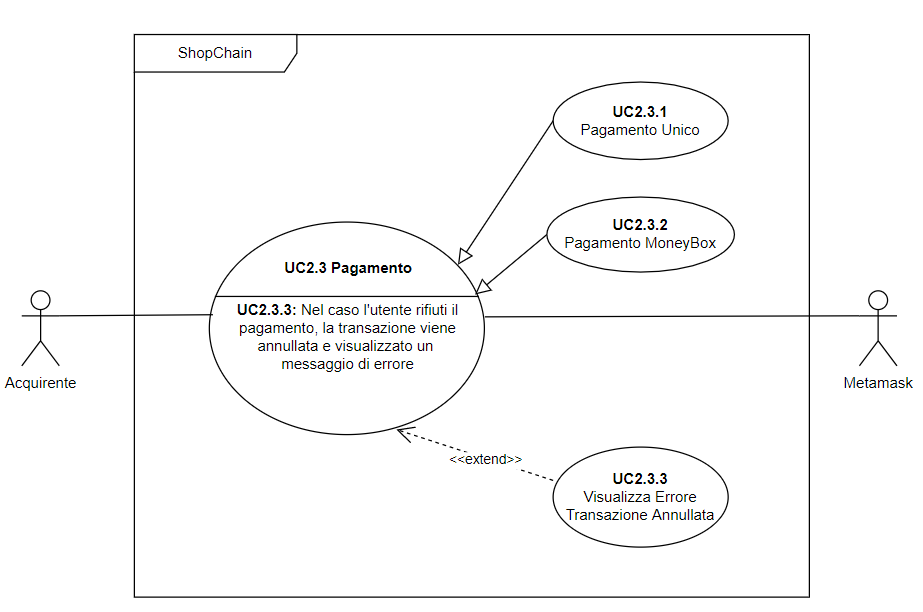 ShopChain
UC2.3.1
Pagamento Unico
UC2.3.2
Pagamento MoneyBox
UC2.3 Pagamento
UC2.3.3: Nel caso l'utente rifiuti il
pagamento, la transazione viene
annullata e visualizzato un
messaggio di errore
Acquirente
Metamask
<<extend>>
UC2.3.3
Visualizza Errore
Transazione Annullata